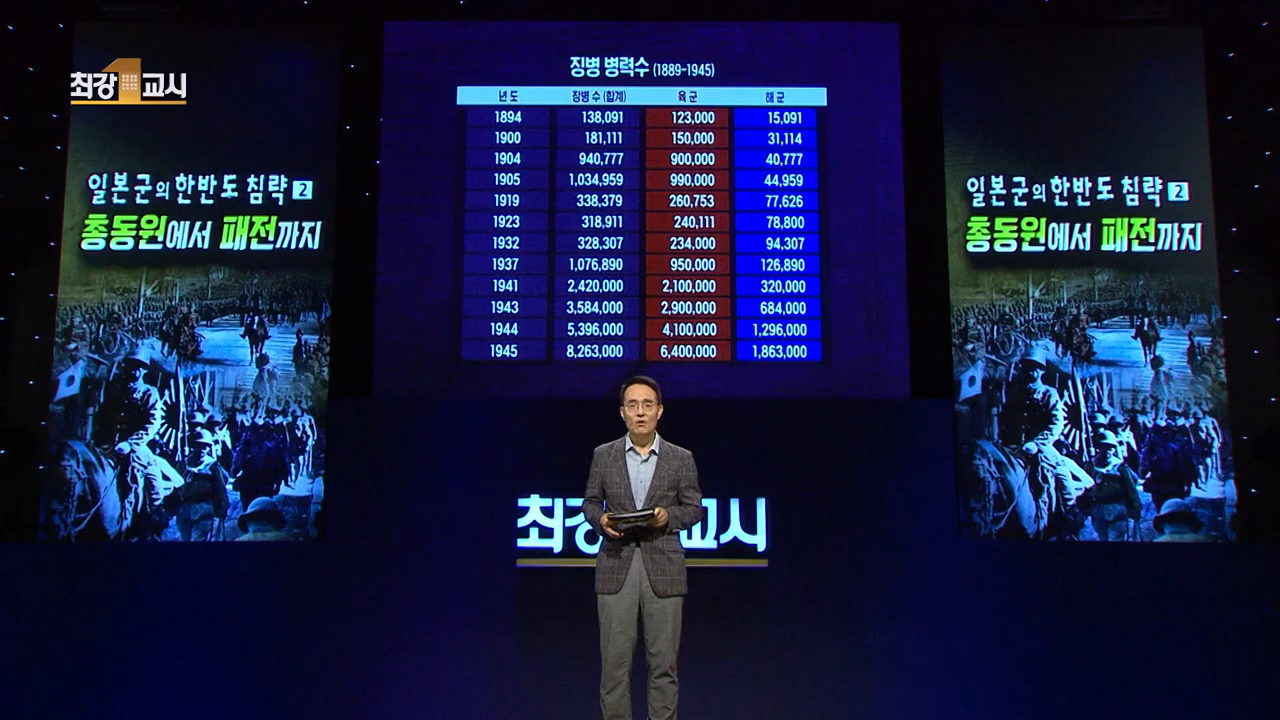 최강1교시
징병 병력수 (1889~1945)
년 도 징병 수 (합계) 육 군 해 군
1894 138,091 123,000 15,091
1900 181,111 150,000 31,114
1904 940,777 900,000 40,777
1905 1,034,959 990,000 44,959
1919 338,379 260,753 77,626
1923 318,911 240,111 78,800
1932 328,307 234,000 94,307
1937 1,076,890 950,000 126,890
1941 2,420,000 2,100,000 320,000
1943 3,584,000 2,900,000 684,000
1944 5,396,000 4,100,000 1,296,000
1945 8,263,000 6,400,000 1,863,000
일본군의 한반도 침략 2
총동원에서 패전까지
일본군의 한반도 침략 2
총동원에서 패전까지
최강 교시